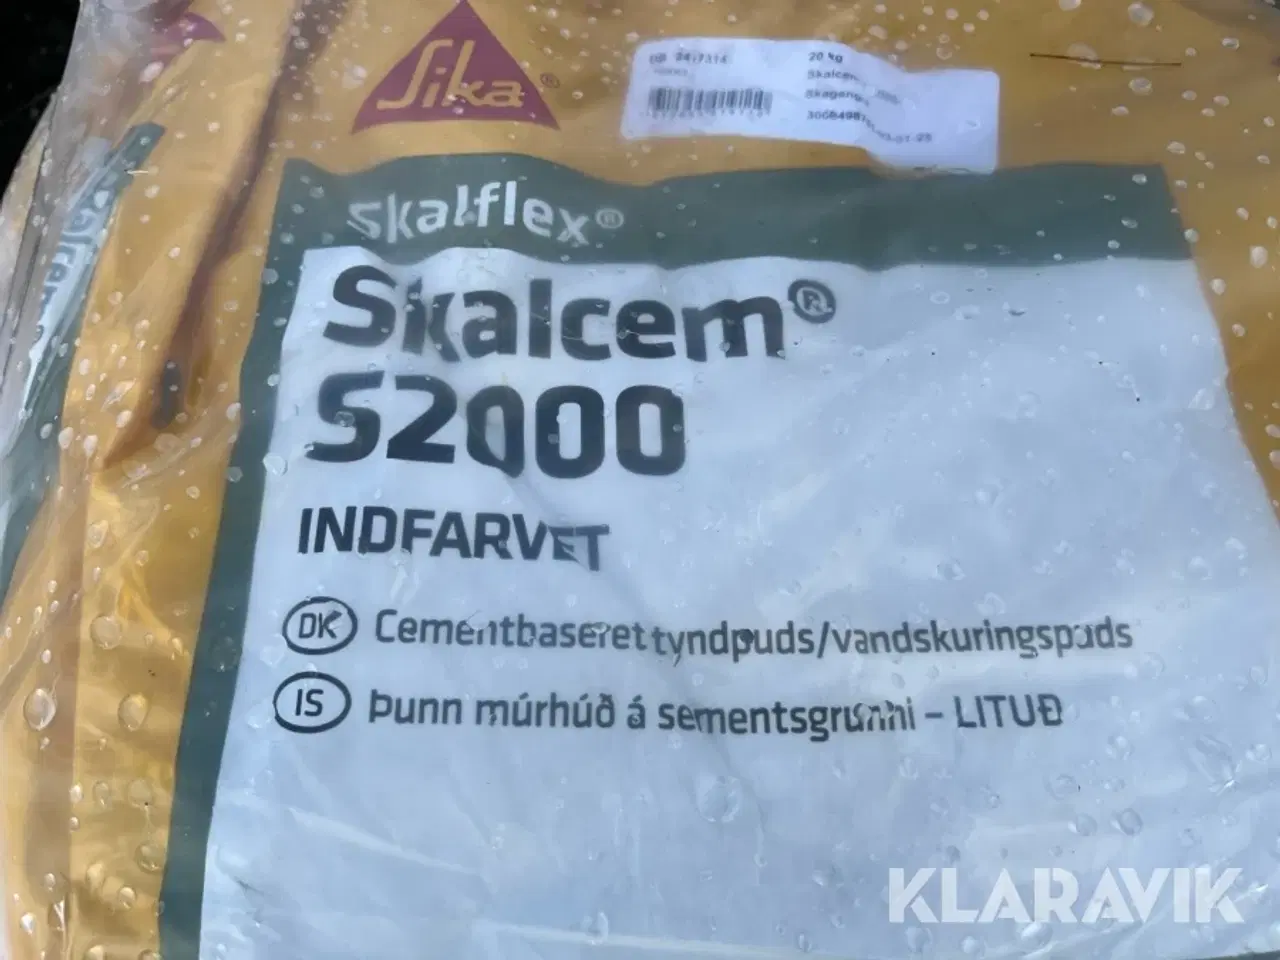 Sika®
20 kg
Skalflex®
Skalcem®
S2000
INDFARVET
DK Cementbaseret tyndpuds/vandskuringspuds
IS Þunn múrhúð á sementsgrunni – LITUÐ
KLARAVIK